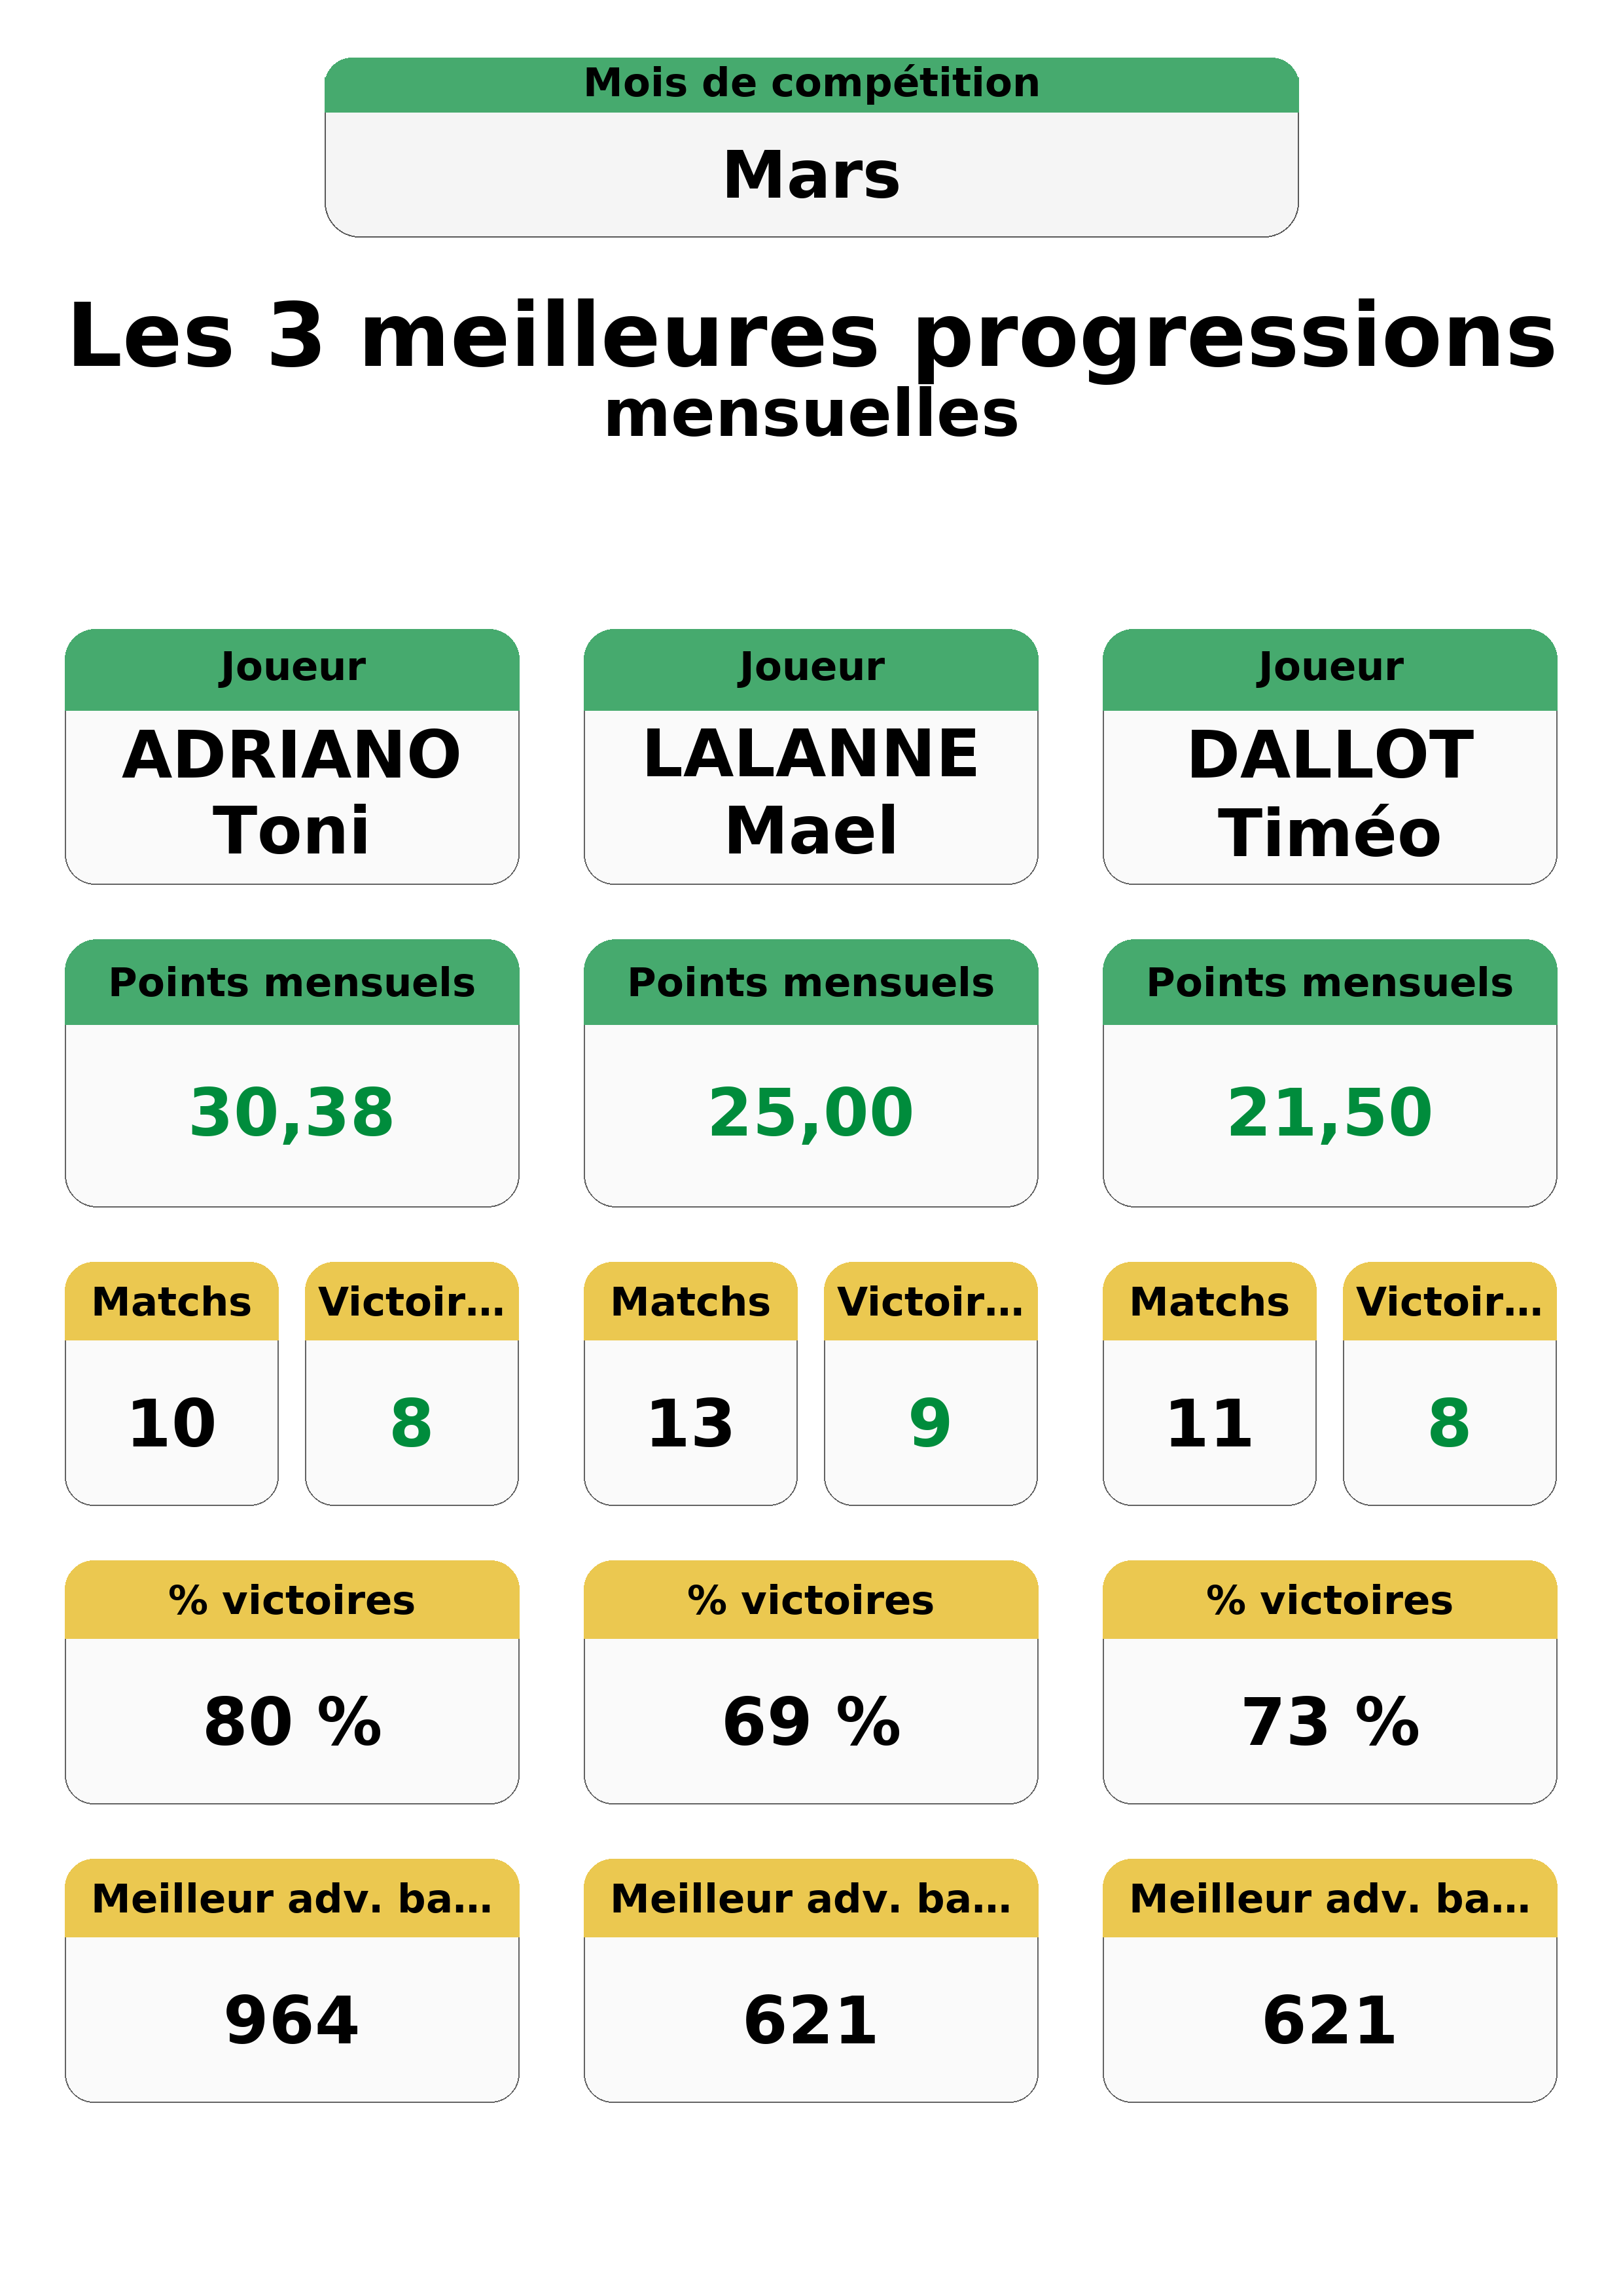 Mois de compétition
Mars
Les 3 meilleures progressions
mensuelles
Joueur Joueur Joueur
ADRIANO LALANNE DALLOT
Toni Mael Timéo
Points mensuels Points mensuels Points mensuels
30,38 25,00 21,50
Matchs Victoir... Matchs Victoir... Matchs Victoir...
10 8 13 9 11 8
% victoires % victoires % victoires
80 % 69 % 73 %
Meilleur adv. ba... Meilleur adv. ba... Meilleur adv. ba...
964 621 621